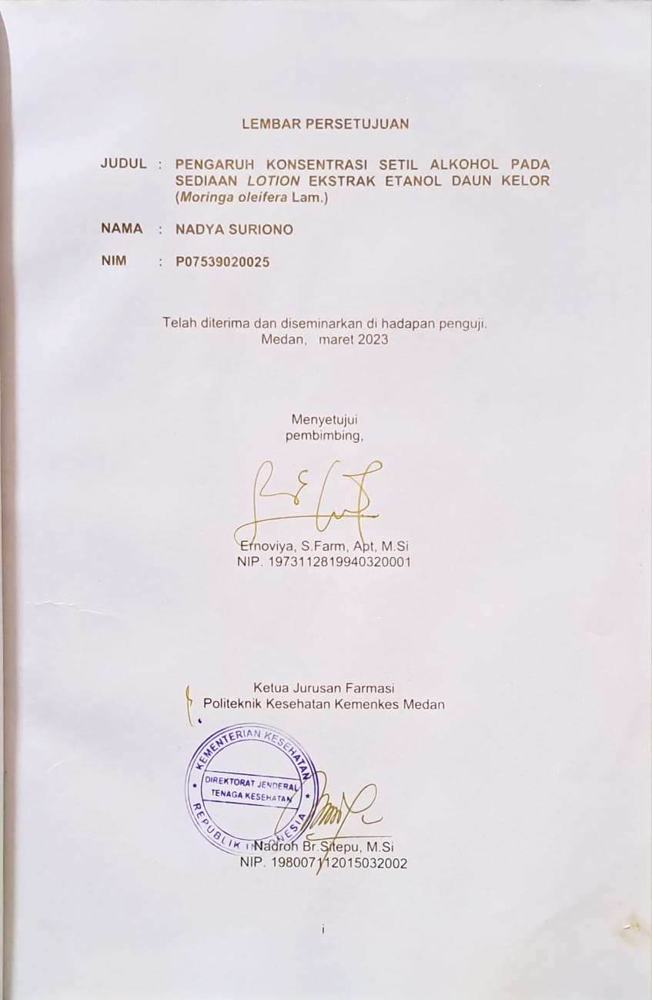 LEMBAR PERSETUJUAN
JUDUL : PENGARUH KONSENTRASI SETIL ALKOHOL PADA
SEDIAAN LOTION EKSTRAK ETANOL DAUN KELOR
(Moringa oleifera Lam.)
NAMA : NADYA SURIONO
NIM : P07539020025
Telah diterima dan diseminarkan di hadapan penguji.
Medan, maret 2023
Menyetujui
pembimbing,
Ernoviya, S.Farm, Apt, M.Si
NIP. 1973112819940320001
Ketua Jurusan Farmasi
Politeknik Kesehatan Kemenkes Medan
KEMENTERIAN KESEHATAN
DIREKTORAT JENDERAL
TENAGA KESEHATAN
REPUBLIK INDONESIA
Nadroh Br.Sitepu, M.Si
NIP. 198007112015032002
i